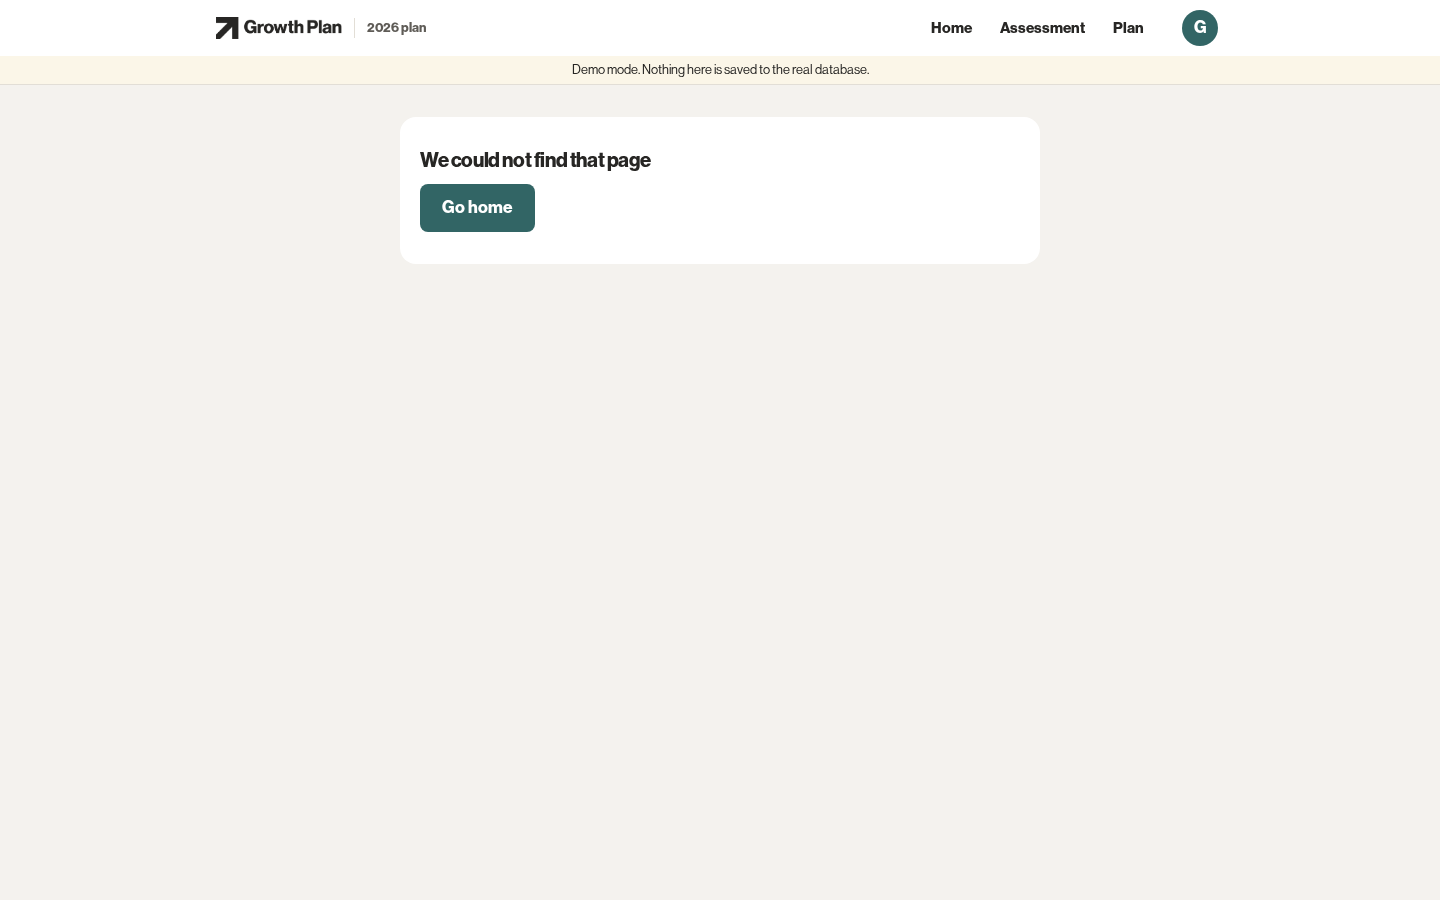 Growth Plan
2026 plan
Home
Assessment
Plan
G
Demo mode. Nothing here is saved to the real database.
We could not find that page
Go home